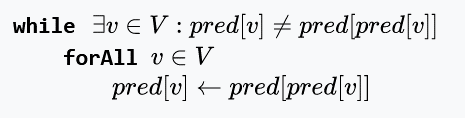 while ∃v ∈ V : pred[v] ≠ pred[pred[v]]
forAll v ∈ V
pred[v] ← pred[pred[v]]